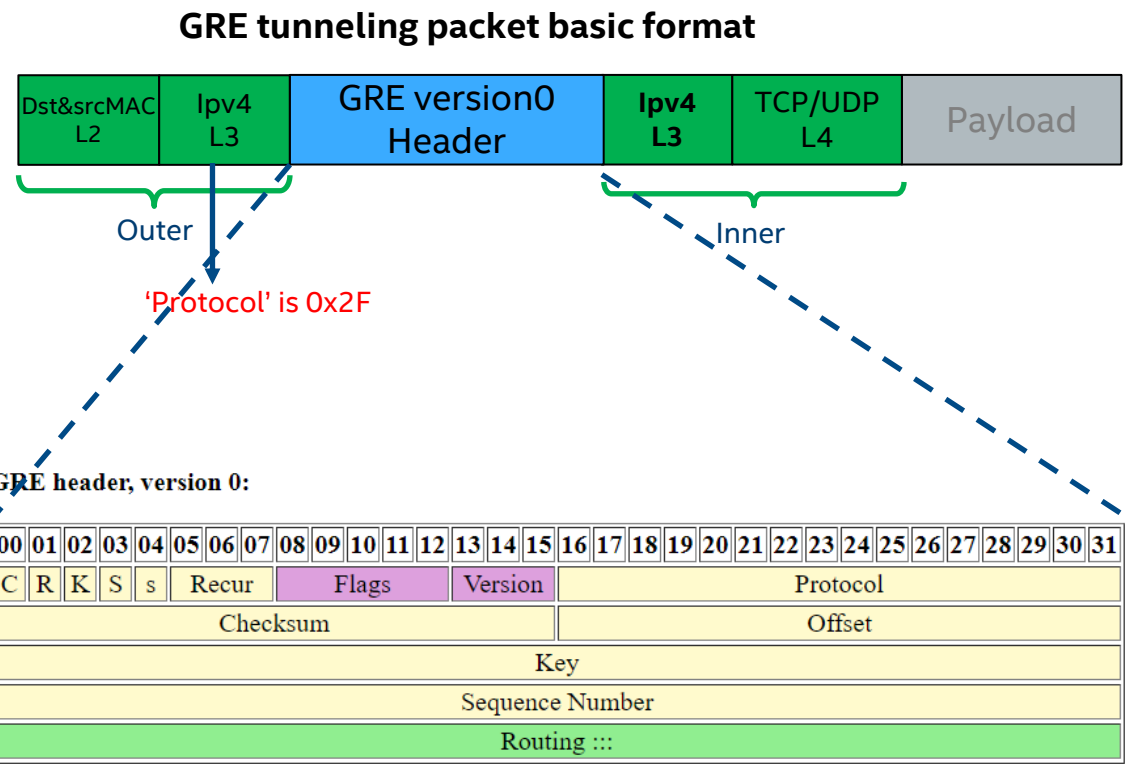 GRE tunneling packet basic format
Dst&srcMAC
L2
Ipv4
L3
GRE version0
Header
Ipv4
L3
TCP/UDP
L4
Payload
Outer
Inner
‘Protocol’ is 0x2F
GRE header, version 0:
00 01 02 03 04 05 06 07 08 09 10 11 12 13 14 15 16 17 18 19 20 21 22 23 24 25 26 27 28 29 30 31
C R K S s Recur Flags Version Protocol
Checksum Offset
Key
Sequence Number
Routing :::